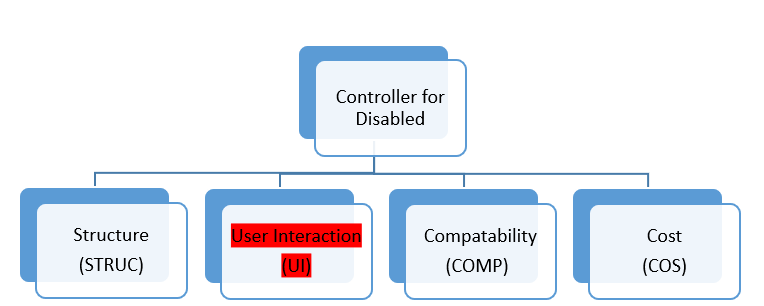 Controller for
Disabled
Structure
(STRUC)
User Interaction
(UI)
Compatability
(COMP)
Cost
(COS)